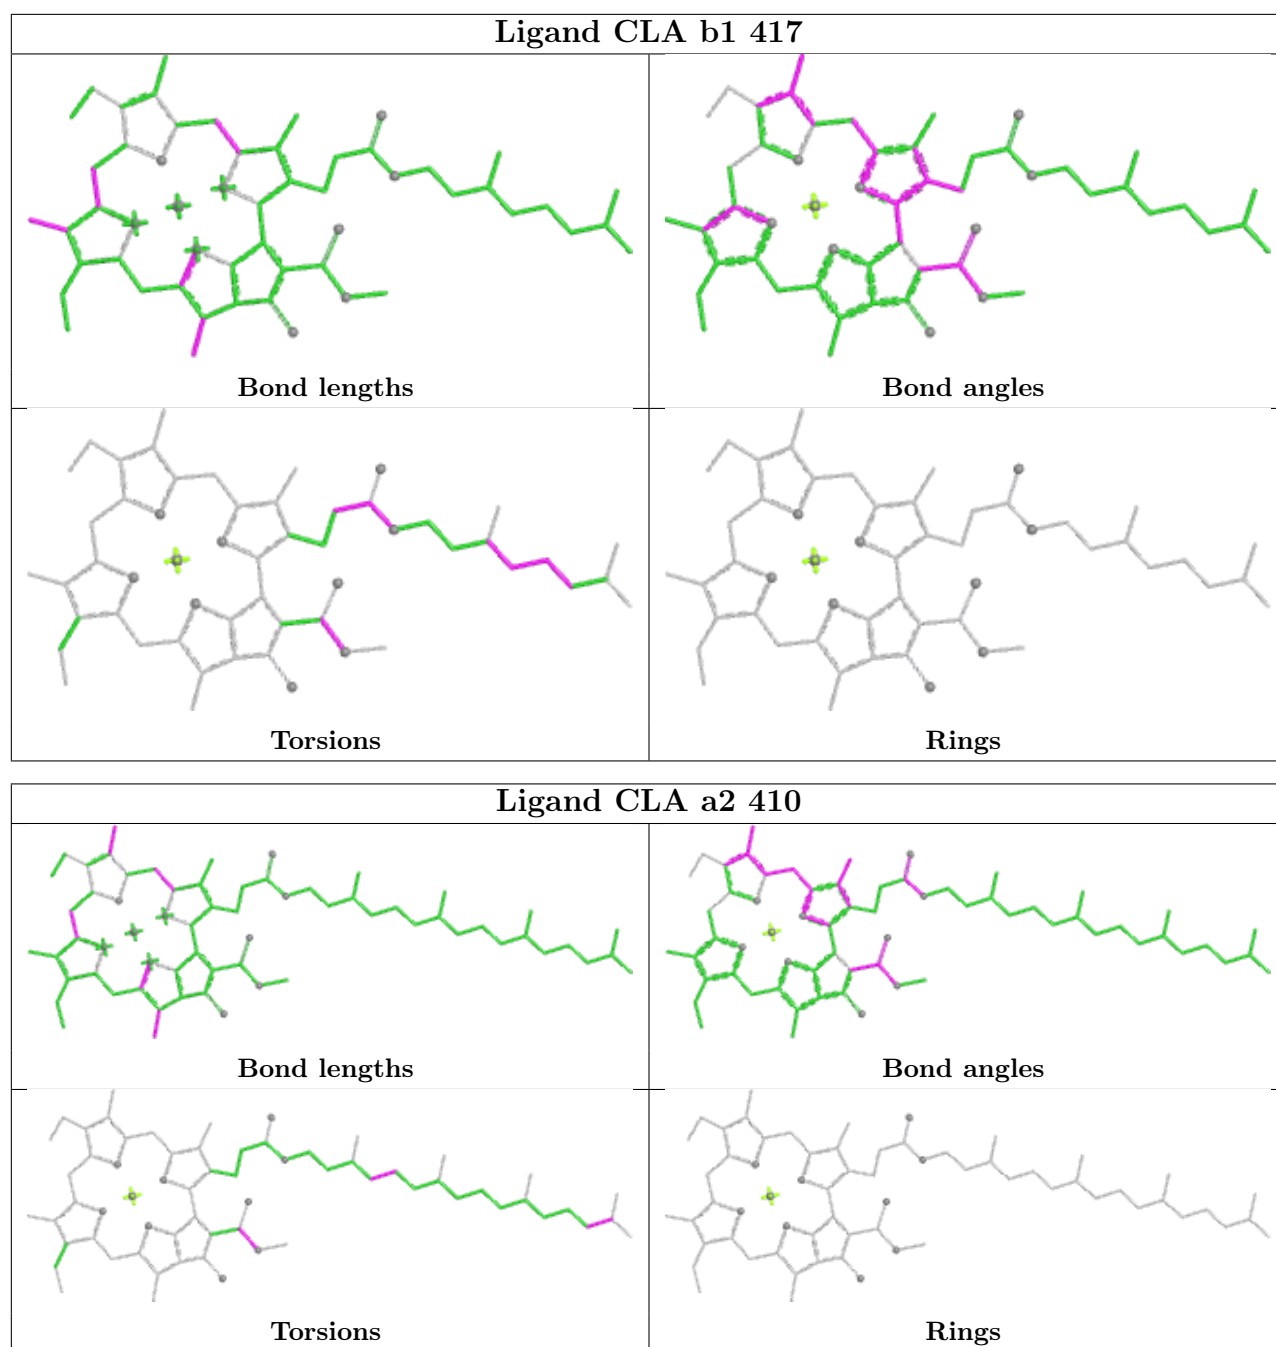 Ligand CLA b1 417
Bond lengths
Bond angles
Torsions
Rings
Ligand CLA a2 410
Bond lengths
Bond angles
Torsions
Rings